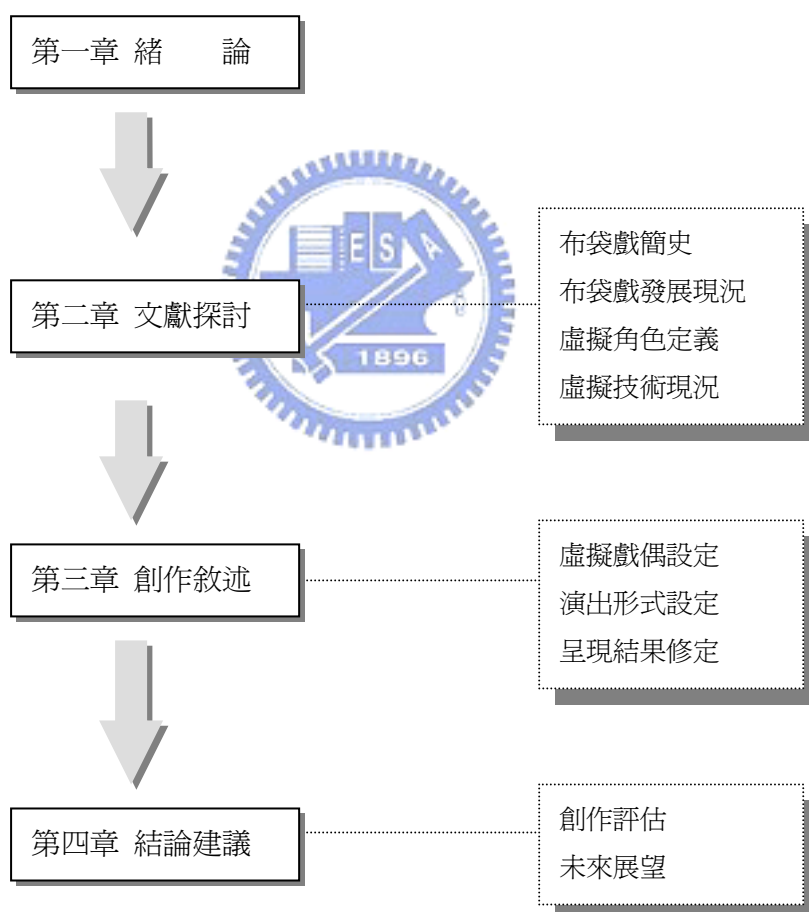 第一章 緒　　論
第二章 文獻探討
布袋戲簡史
布袋戲發展現況
虛擬角色定義
虛擬技術現況
E S A
1896
第三章 創作敘述
虛擬戲偶設定
演出形式設定
呈現結果修定
第四章 結論建議
創作評估
未來展望